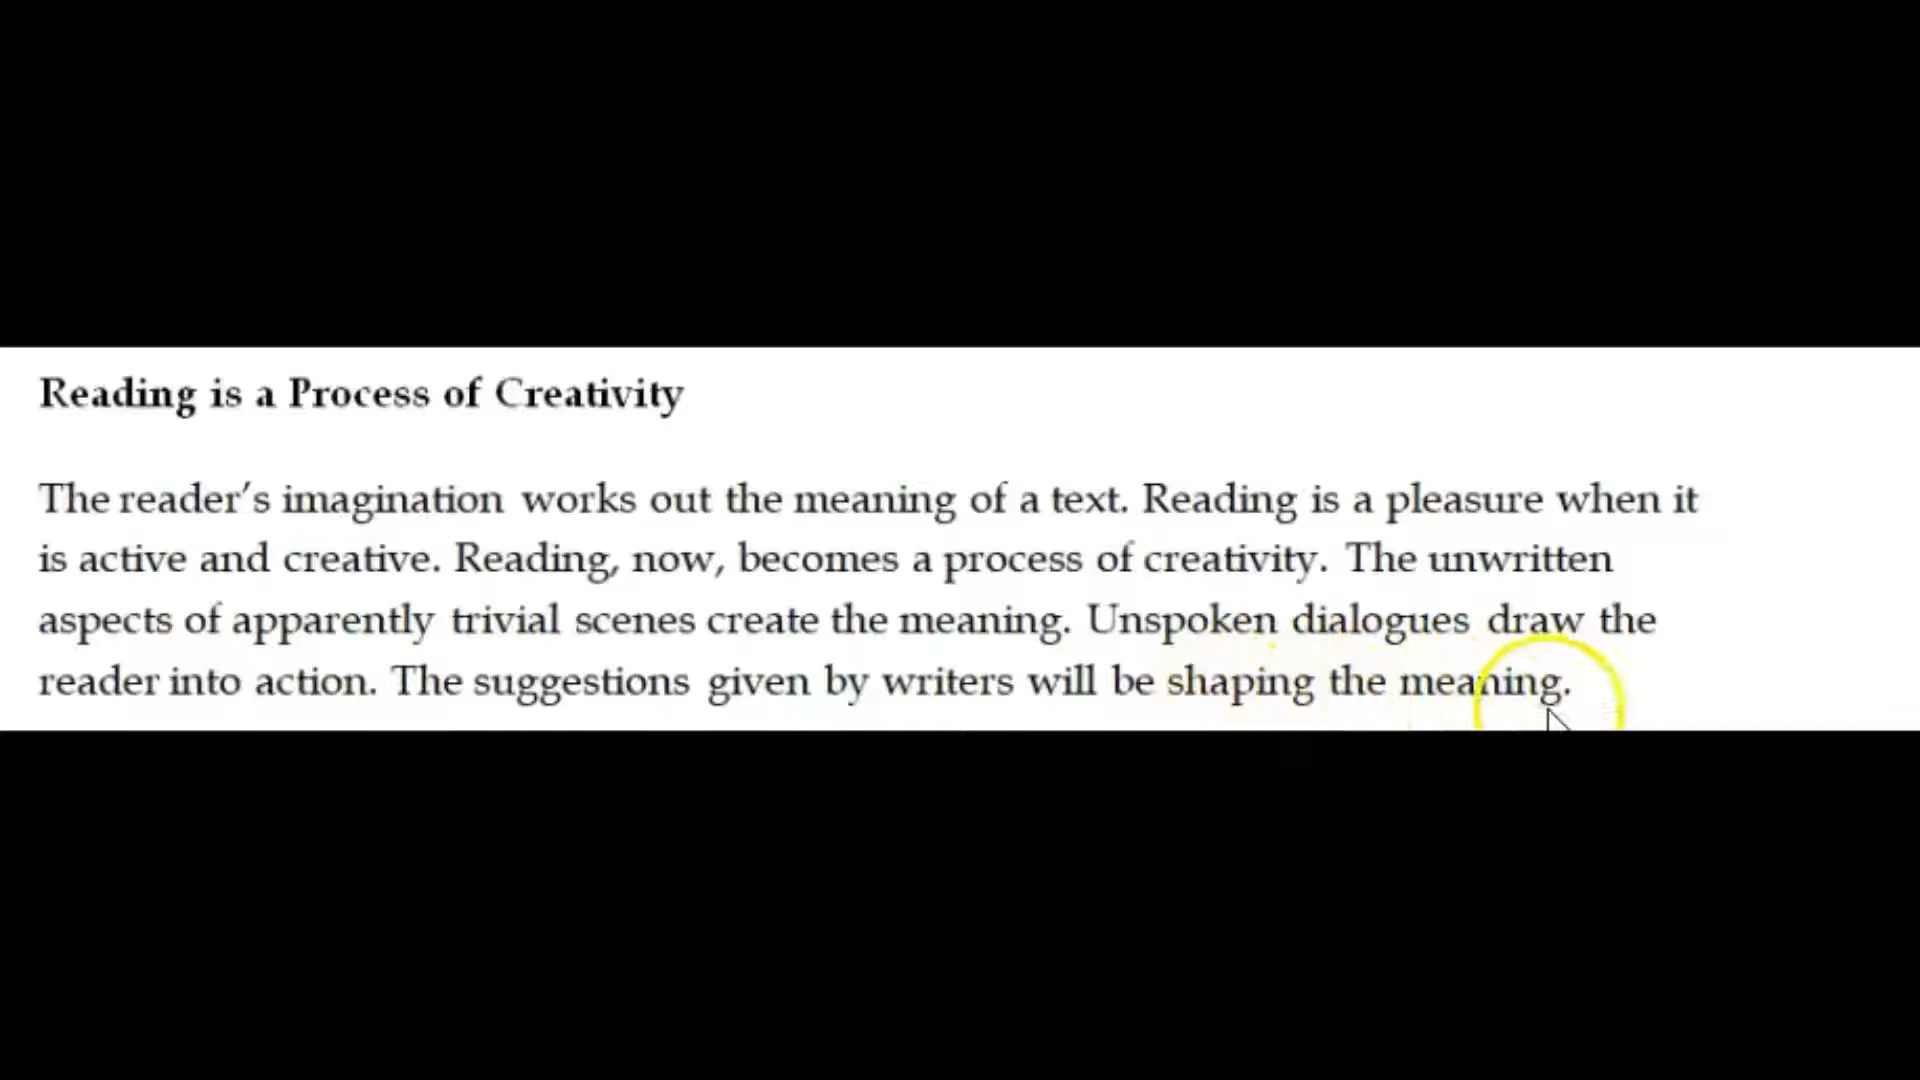 Reading is a Process of Creativity
The reader’s imagination works out the meaning of a text. Reading is a pleasure when it
is active and creative. Reading, now, becomes a process of creativity. The unwritten
aspects of apparently trivial scenes create the meaning. Unspoken dialogues draw the
reader into action. The suggestions given by writers will be shaping the meaning.